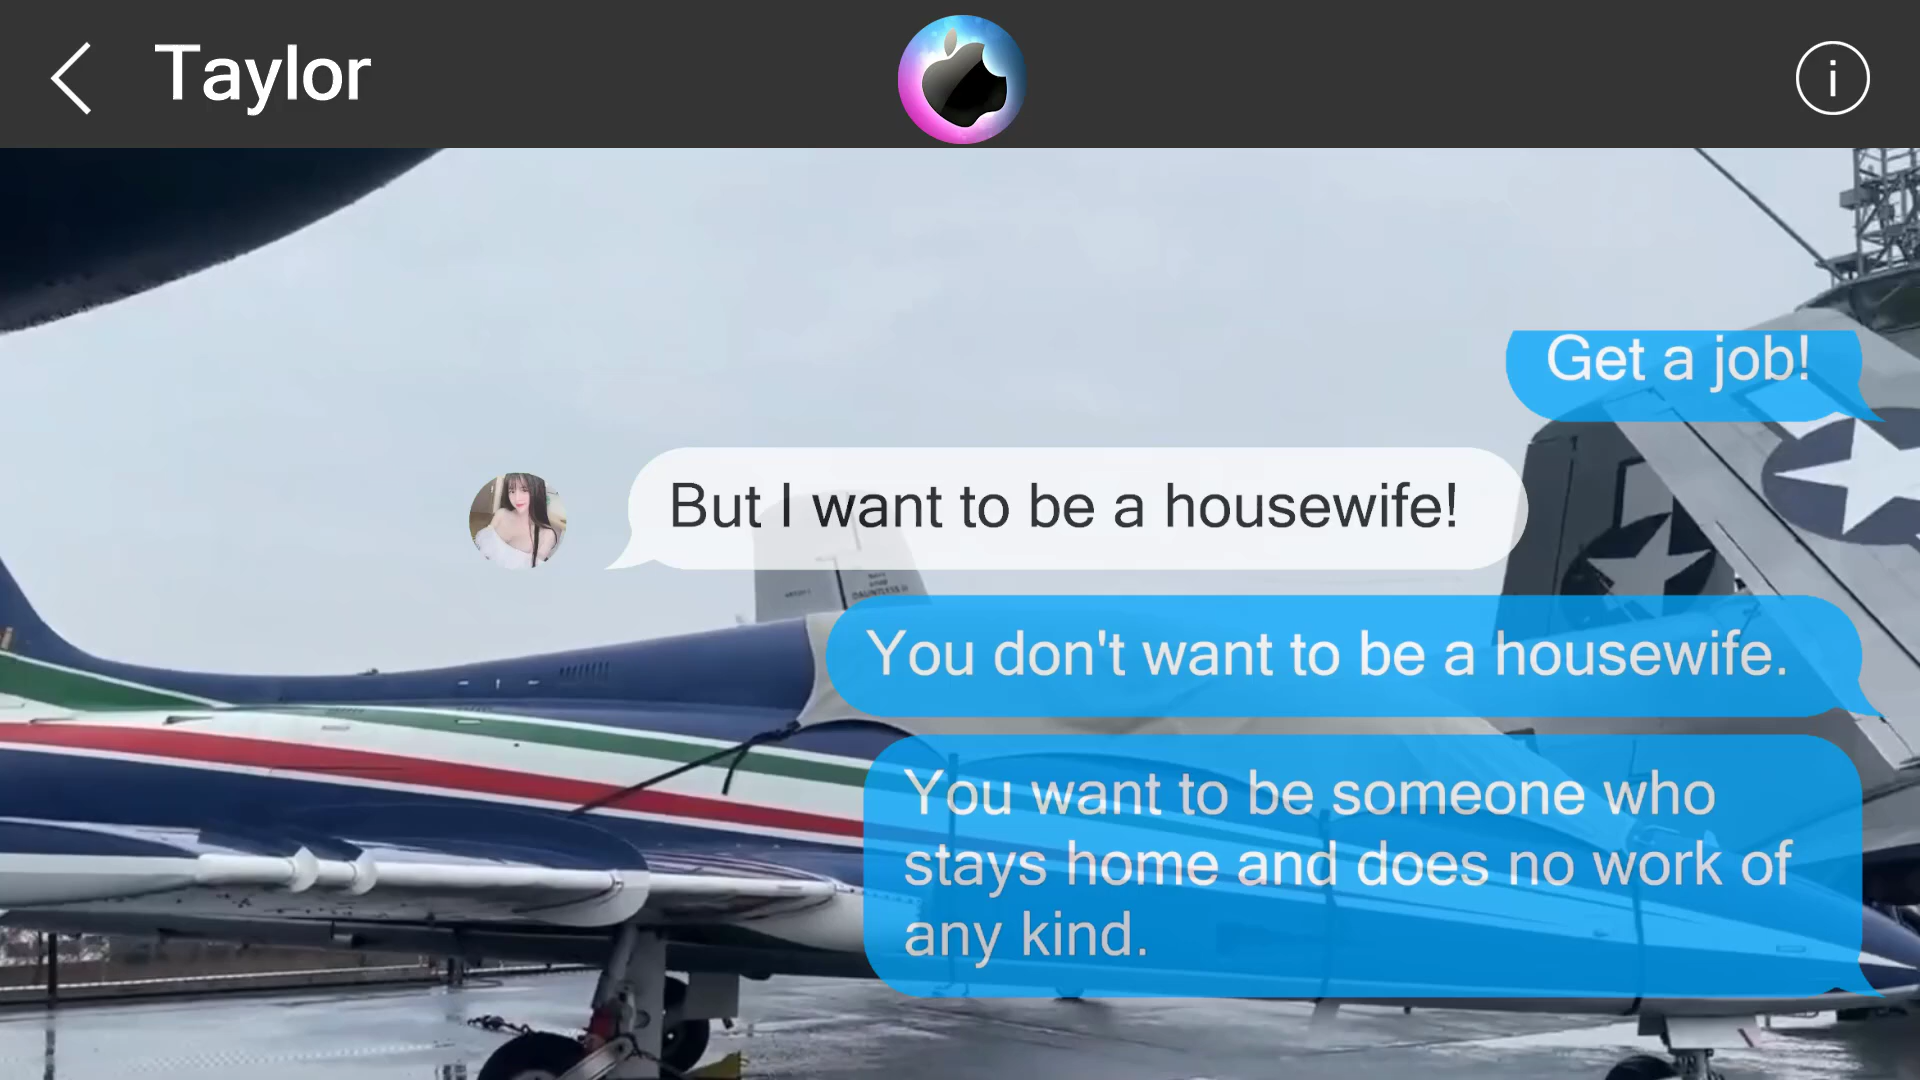 Taylor
Get a job!
But I want to be a housewife!
DAUNTLESS
You don't want to be a housewife.
You want to be someone who
stays home and does no work of
any kind.